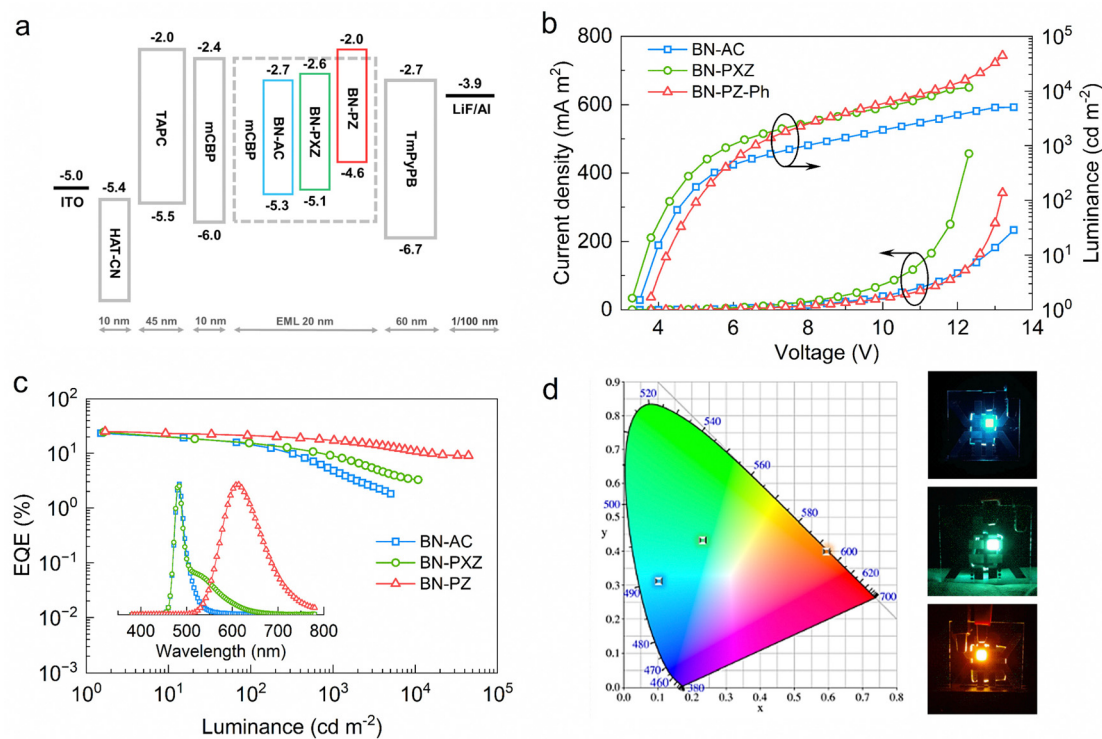 a
-2.0
-2.4
-2.7
-2.6
-2.0
-2.7
-3.9
LiF/Al
TAPC
mCBP
mCBP
BN-AC
BN-PXZ
BN-PZ
TmPyPB
-5.0
ITO
-5.4
HAT-CN
-5.5
-6.0
-5.3
-5.1
-4.6
-6.7
10 nm 45 nm 10 nm EML 20 nm 60 nm 1/100 nm
b
BN-AC
BN-PXZ
BN-PZ-Ph
Current density (mA m²)
800
600
400
200
0
4 6 8 10 12 14
Voltage (V)
10⁵
10⁴
10³
10²
10¹
10⁰
Luminance (cd m⁻²)
c
EQE (%)
10²
10¹
10⁰
10⁻¹
10⁻²
10⁻³
BN-AC
BN-PXZ
BN-PZ
400 500 600 700 800
Wavelength (nm)
10⁰ 10¹ 10² 10³ 10⁴ 10⁵
Luminance (cd m⁻²)
d
0.9
0.8
0.7
0.6
0.5
y
0.4
0.3
0.2
0.1
0.0
520
540
560
500
580
600
620
700
490
480
470
460
380
0.0 0.1 0.2 0.3 0.4 0.5 0.6 0.7 0.8
x